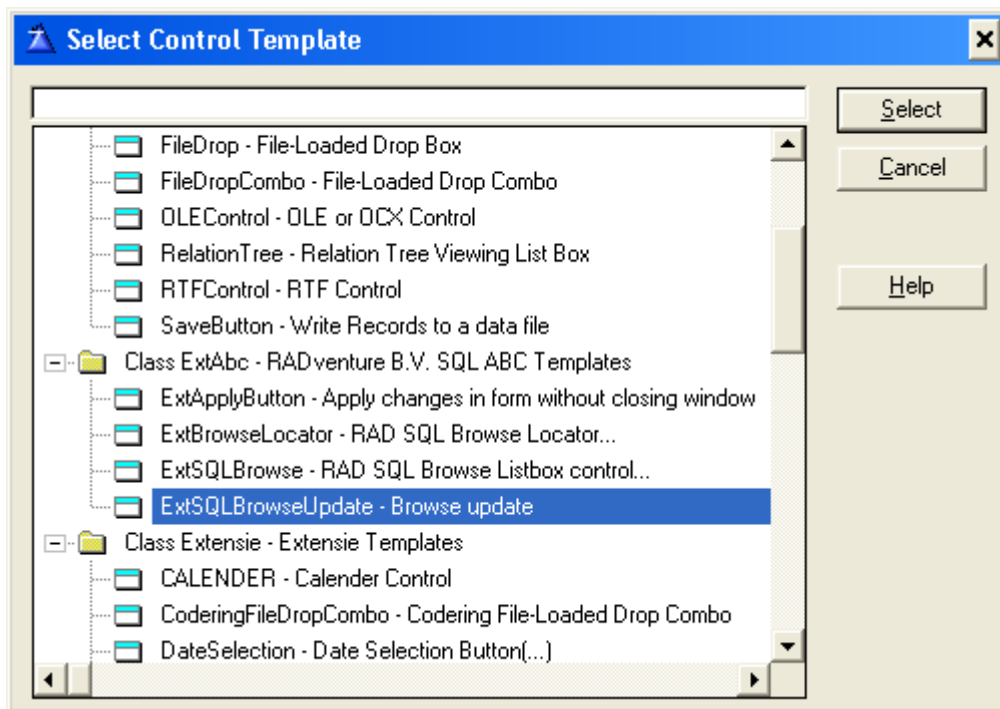 Select Control Template
Select
FileDrop - File-Loaded Drop Box
Cancel
FileDropCombo - File-Loaded Drop Combo
OLEControl - OLE or OCX Control
RelationTree - Relation Tree Viewing List Box
RTFControl - RTF Control
Help
SaveButton - Write Records to a data file
Class ExtAbc - RADventure B.V. SQL ABC Templates
ExtApplyButton - Apply changes in form without closing window
ExtBrowseLocator - RAD SQL Browse Locator...
ExtSQLBrowse - RAD SQL Browse Listbox control...
ExtSQLBrowseUpdate - Browse update
Class Extensie - Extensie Templates
CALENDER - Calender Control
CoderingFileDropCombo - Codering File-Loaded Drop Combo
DateSelection - Date Selection Button(...)